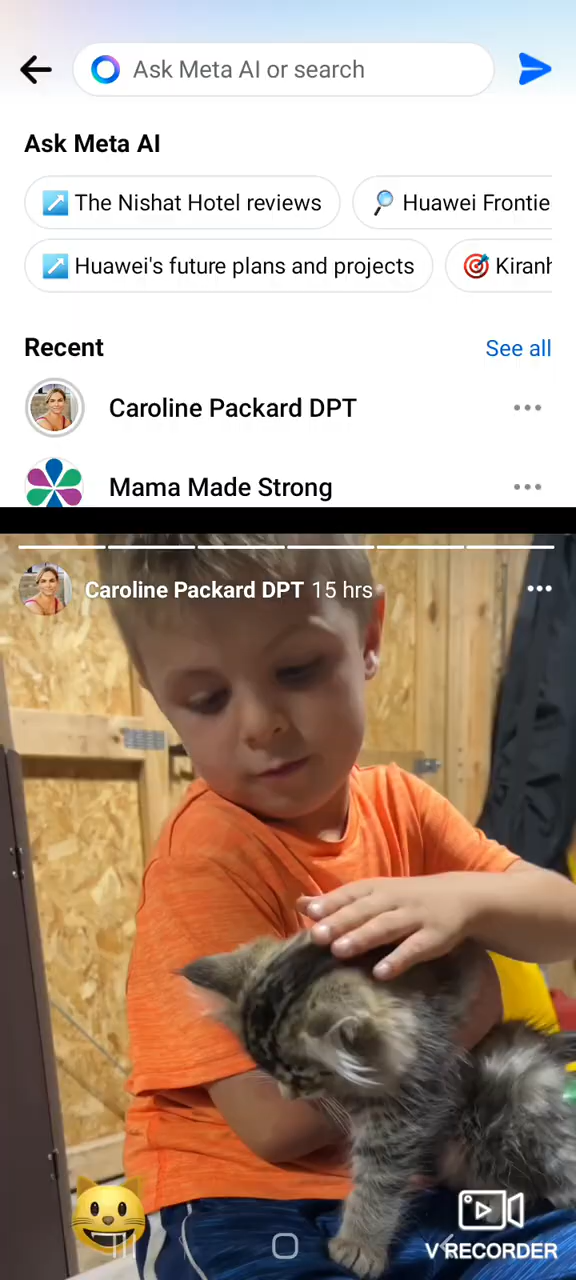 Ask Meta AI or search
Ask Meta AI
The Nishat Hotel reviews
Huawei Frontie
Huawei's future plans and projects
Kiranh
Recent
See all
Caroline Packard DPT
Mama Made Strong
Caroline Packard DPT 15 hrs
V RECORDER